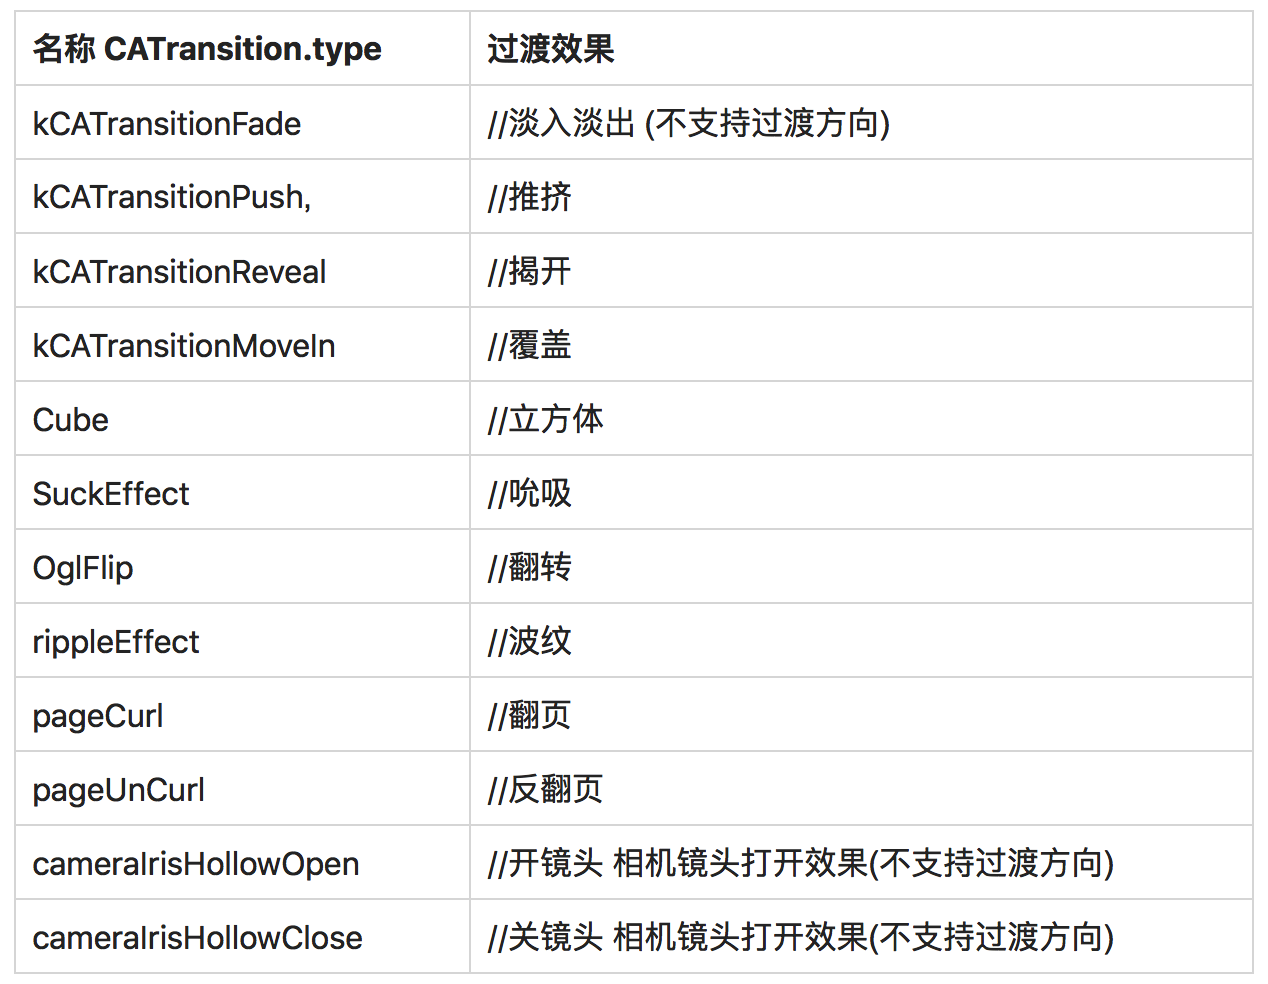 名称 CATransition.type 过渡效果
kCATransitionFade //淡入淡出 (不支持过渡方向)
kCATransitionPush, //推挤
kCATransitionReveal //揭开
kCATransitionMoveIn //覆盖
Cube //立方体
SuckEffect //吮吸
OglFlip //翻转
rippleEffect //波纹
pageCurl //翻页
pageUnCurl //反翻页
cameraIrisHollowOpen //开镜头 相机镜头打开效果(不支持过渡方向)
cameraIrisHollowClose //关镜头 相机镜头打开效果(不支持过渡方向)